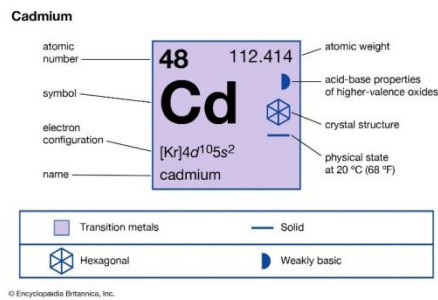 Cadmium
atomic
number
48
112.414
atomic weight
acid-base properties
of higher-valence oxides
symbol
Cd
crystal structure
electron
configuration
[Kr]4d¹⁰5s²
physical state
at 20 °C (68 °F)
name
cadmium
Transition metals
Solid
Hexagonal
Weakly basic
© Encyclopædia Britannica, Inc.